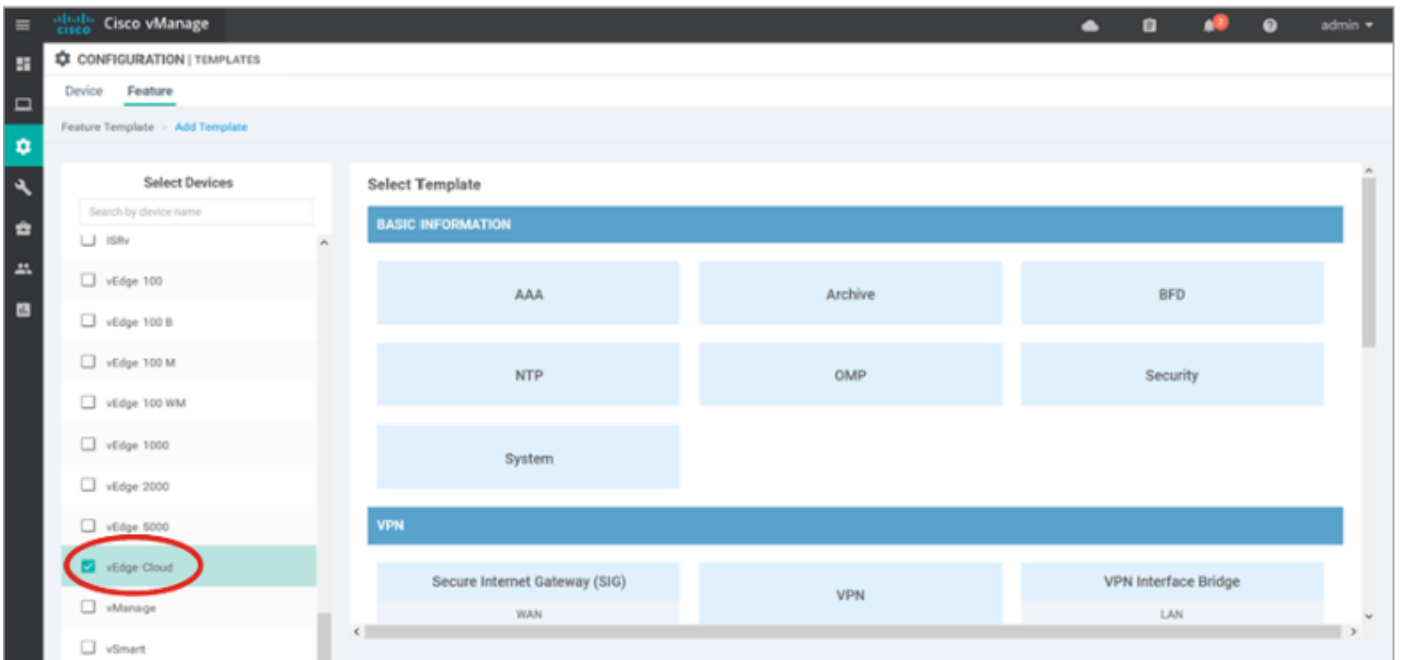 cisco Cisco vManage 2 admin
CONFIGURATION | TEMPLATES
Device Feature
Feature Template > Add Template
Select Devices
Search by device name
ISRv
vEdge 100
vEdge 100 B
vEdge 100 M
vEdge 100 WM
vEdge 1000
vEdge 2000
vEdge 5000
vEdge Cloud
vManage
vSmart
Select Template
BASIC INFORMATION
AAA Archive BFD
NTP OMP Security
System
VPN
Secure Internet Gateway (SIG) VPN VPN Interface Bridge
WAN LAN